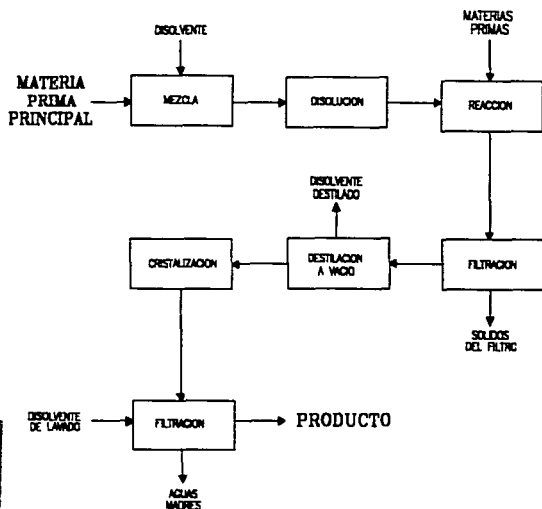 DISOLVENTE
MATERIAS
PRIMAS
MATERIA
PRIMA
PRINCIPAL
MEZCLA
DISOLUCION
REACCION
DISOLVENTE
DESTILADO
CRISTALIZACION
DESTILACION
A VACIO
FILTRACION
SOLIDOS
DEL FILTRO
DISOLVENTE
DE LAVADO
FILTRACION
PRODUCTO
AGUAS
MADRES